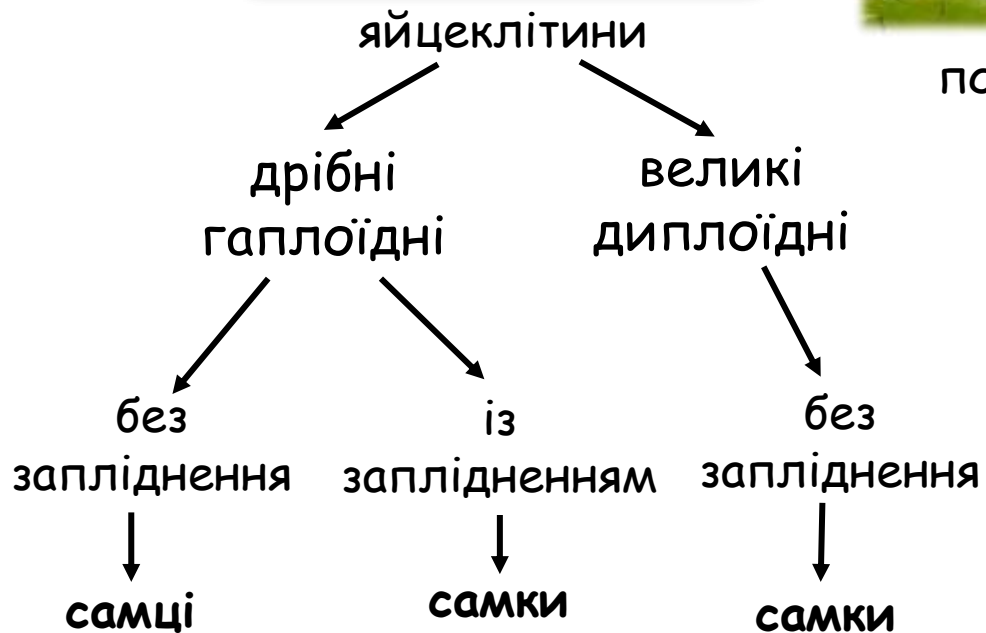 яйцеклітини
дрібні
гаплоїдні
великі
диплоїдні
без
запліднення
із
заплідненням
без
запліднення
самці
самки
самки